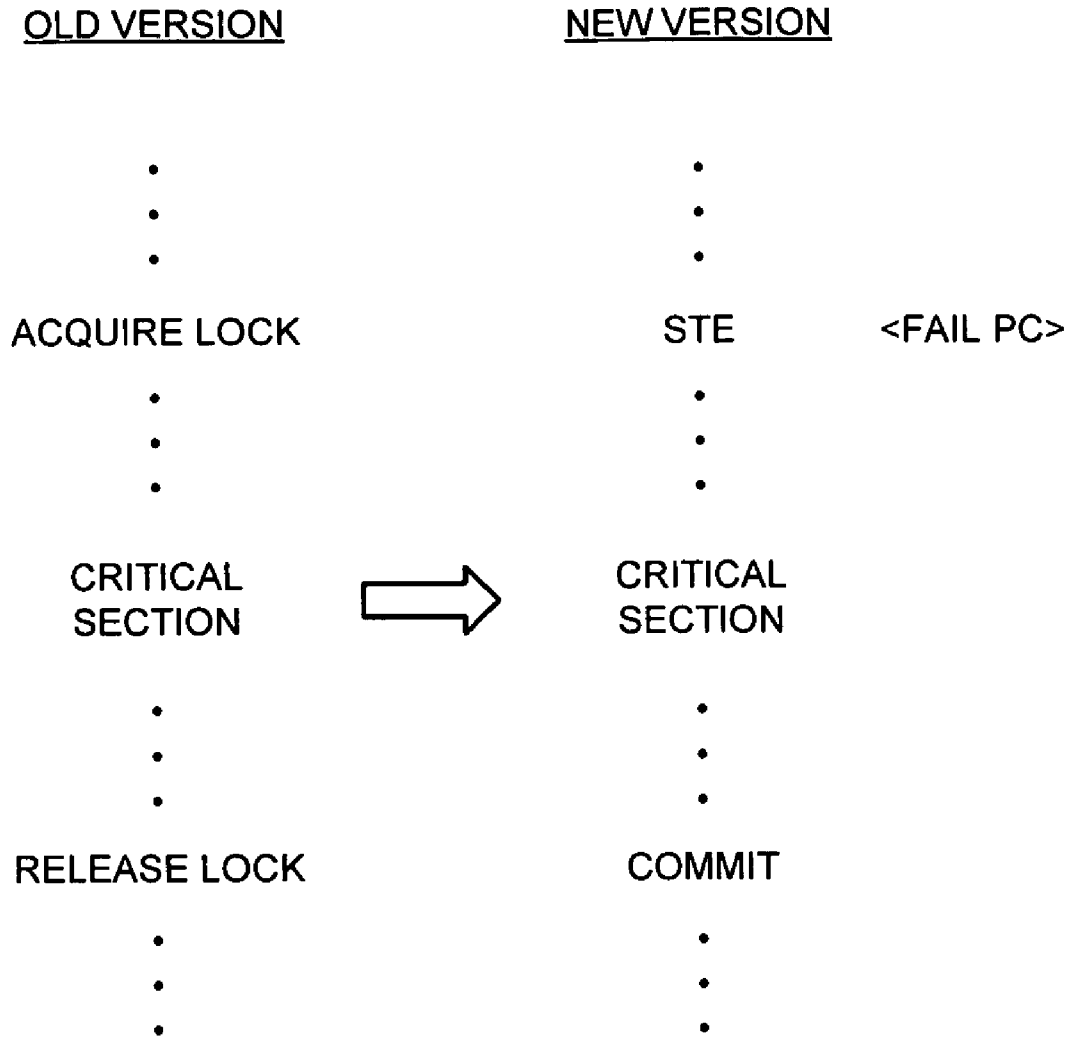 OLD VERSION NEW VERSION
ACQUIRE LOCK STE <FAIL PC>
CRITICAL CRITICAL
SECTION SECTION
RELEASE LOCK COMMIT